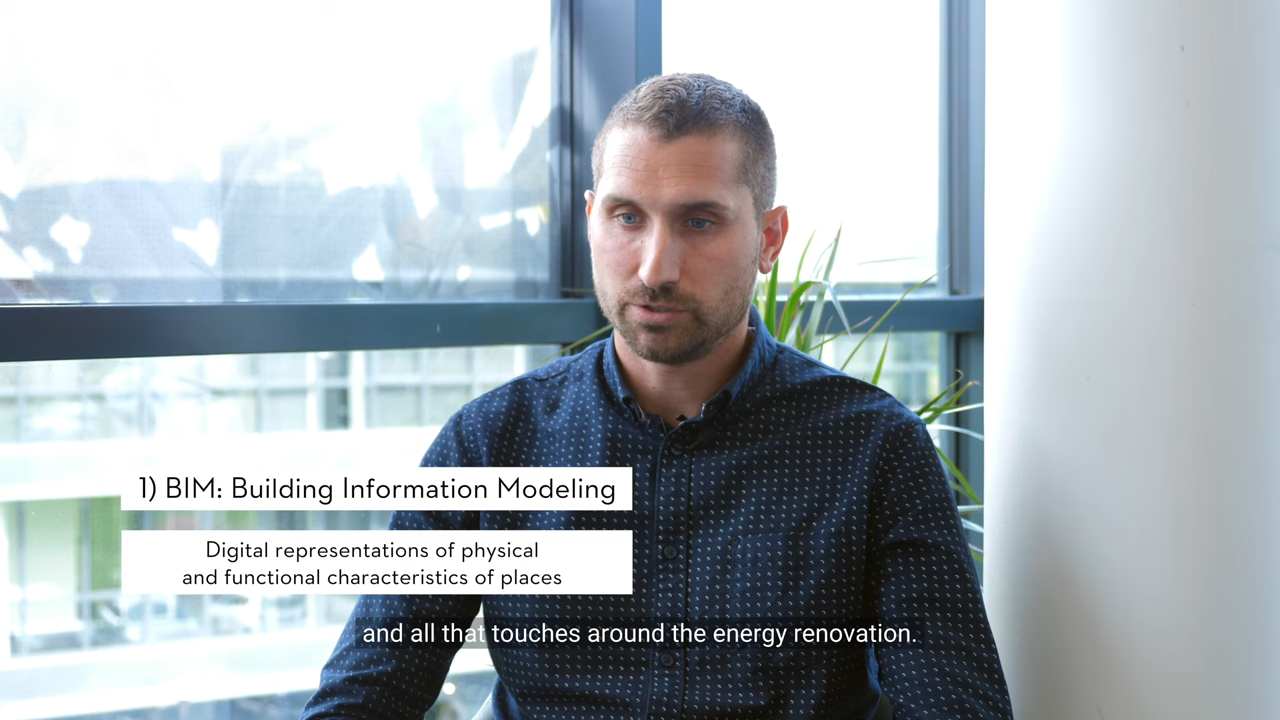 1) BIM: Building Information Modeling
Digital representations of physical
and functional characteristics of places
and all that touches around the energy renovation.